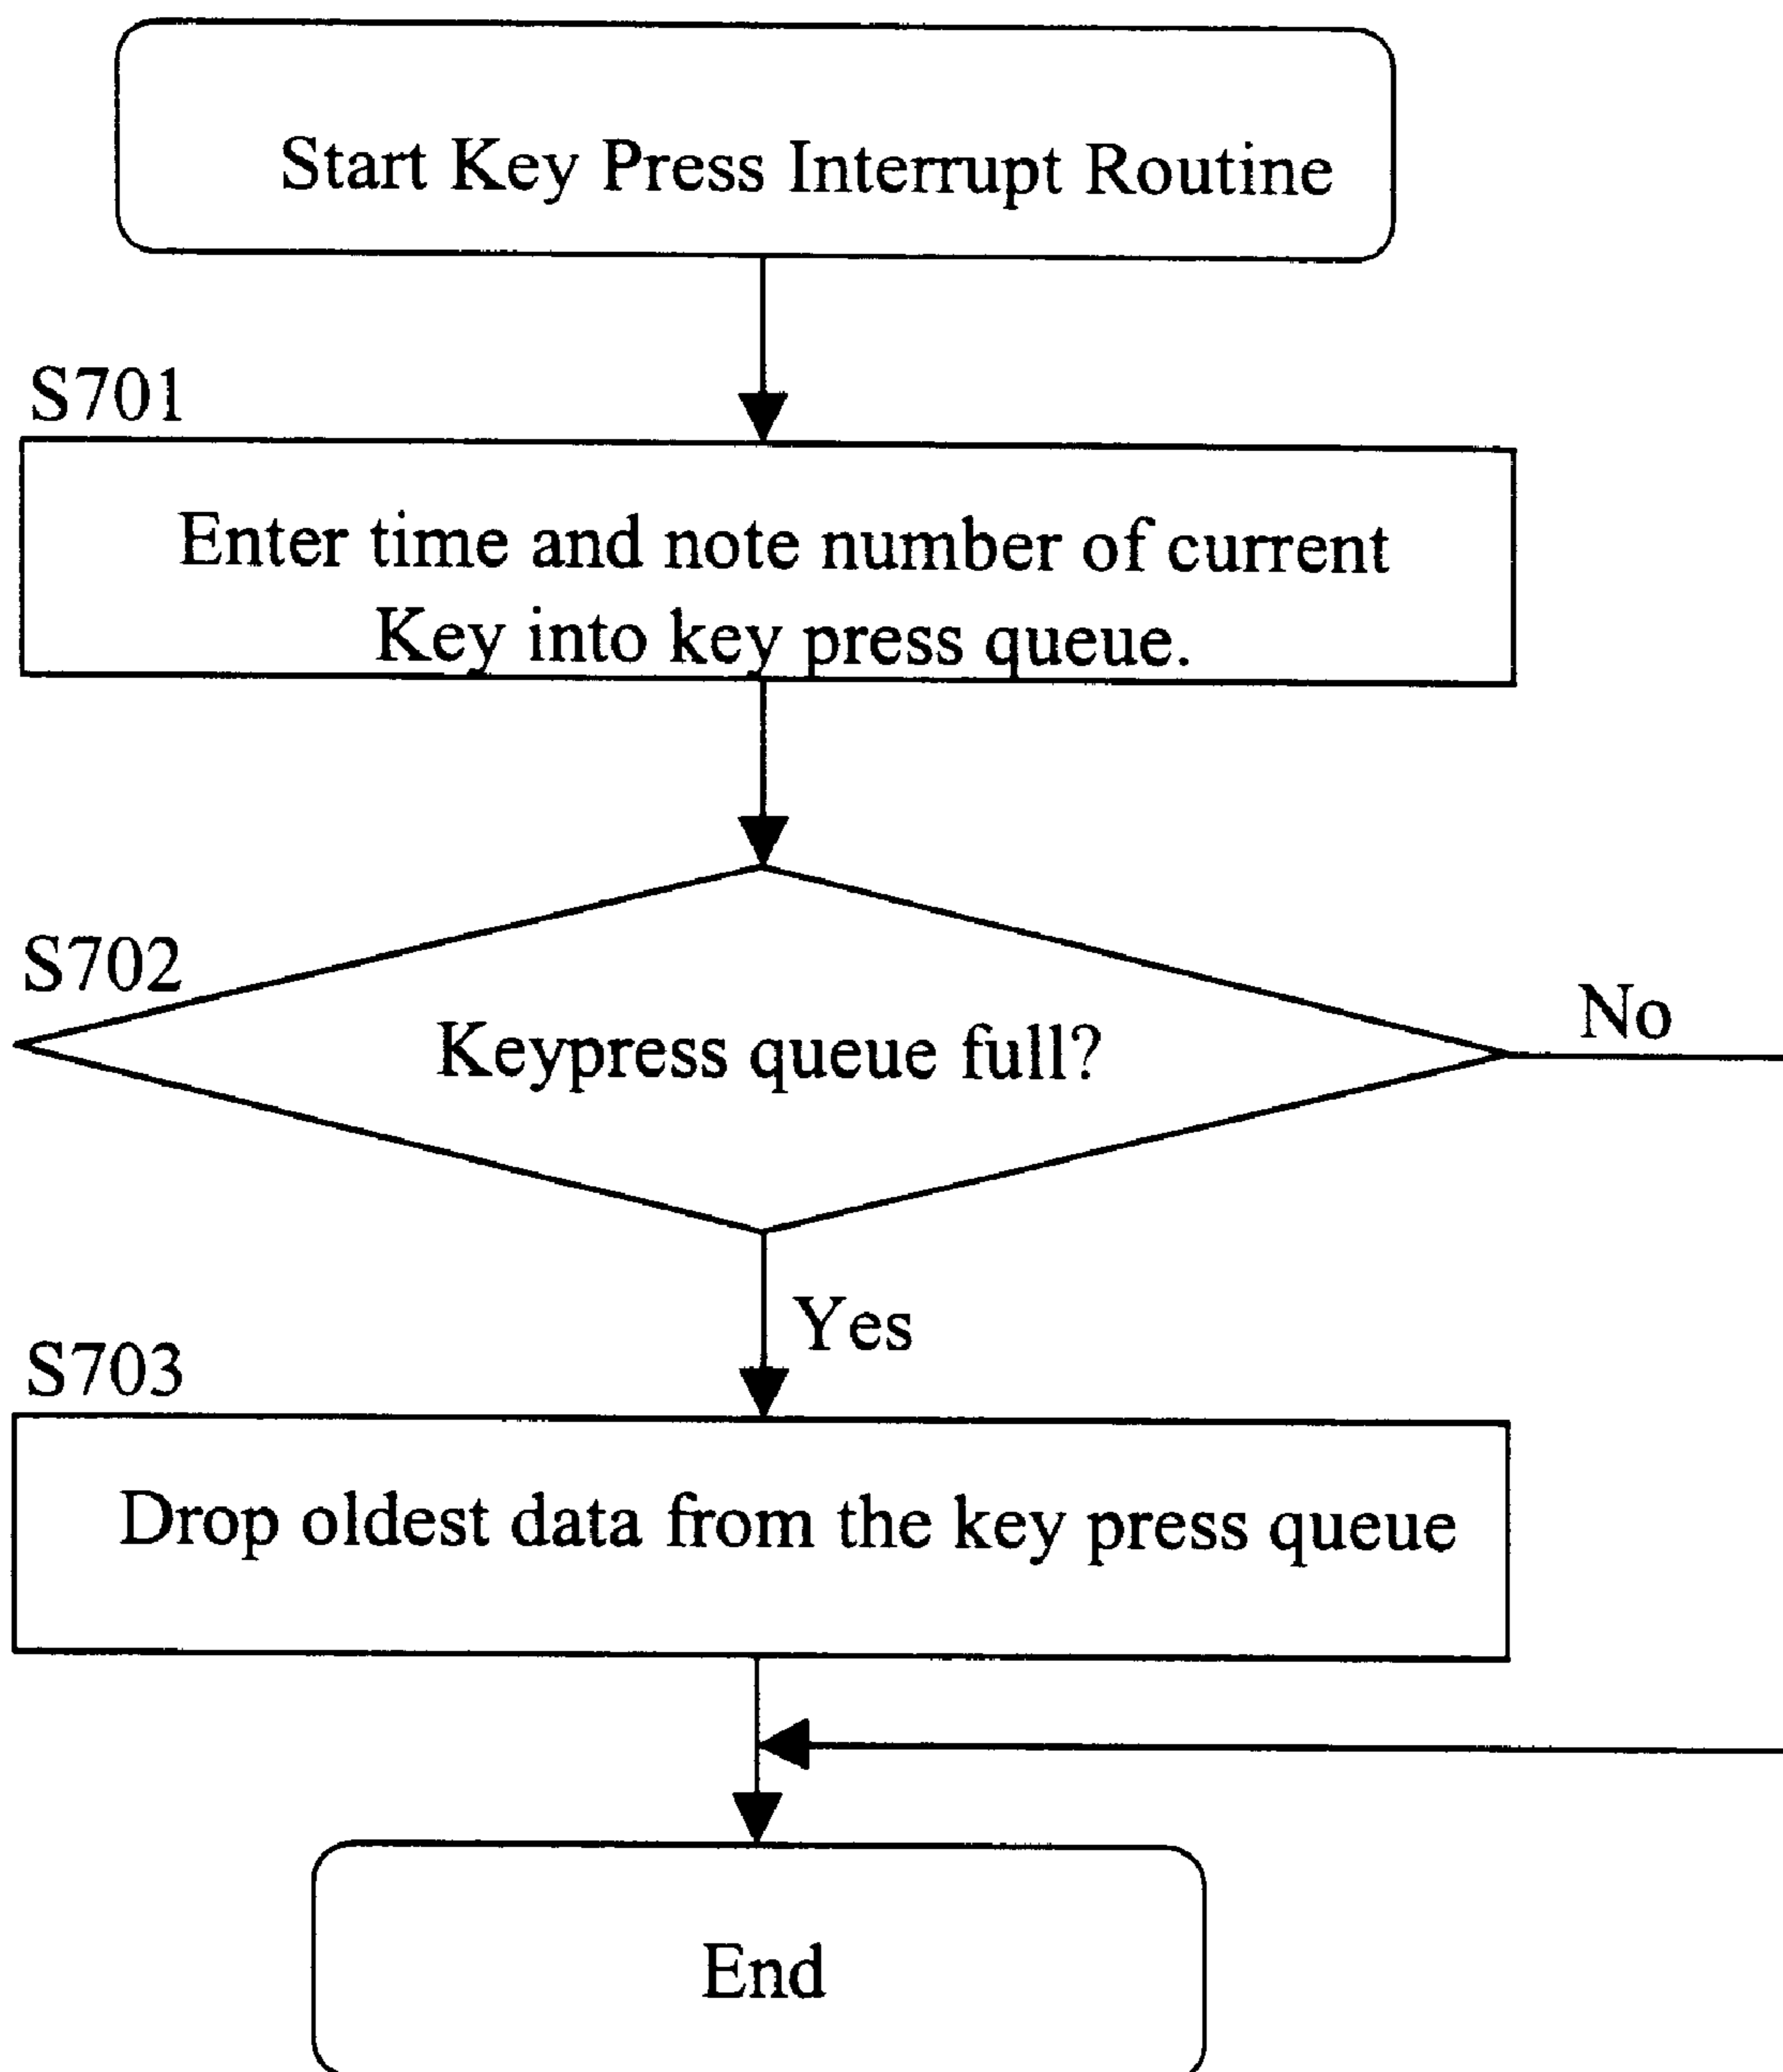 Start Key Press Interrupt Routine
S701
Enter time and note number of current
Key into key press queue.
S702
Keypress queue full?
No
Yes
S703
Drop oldest data from the key press queue
End